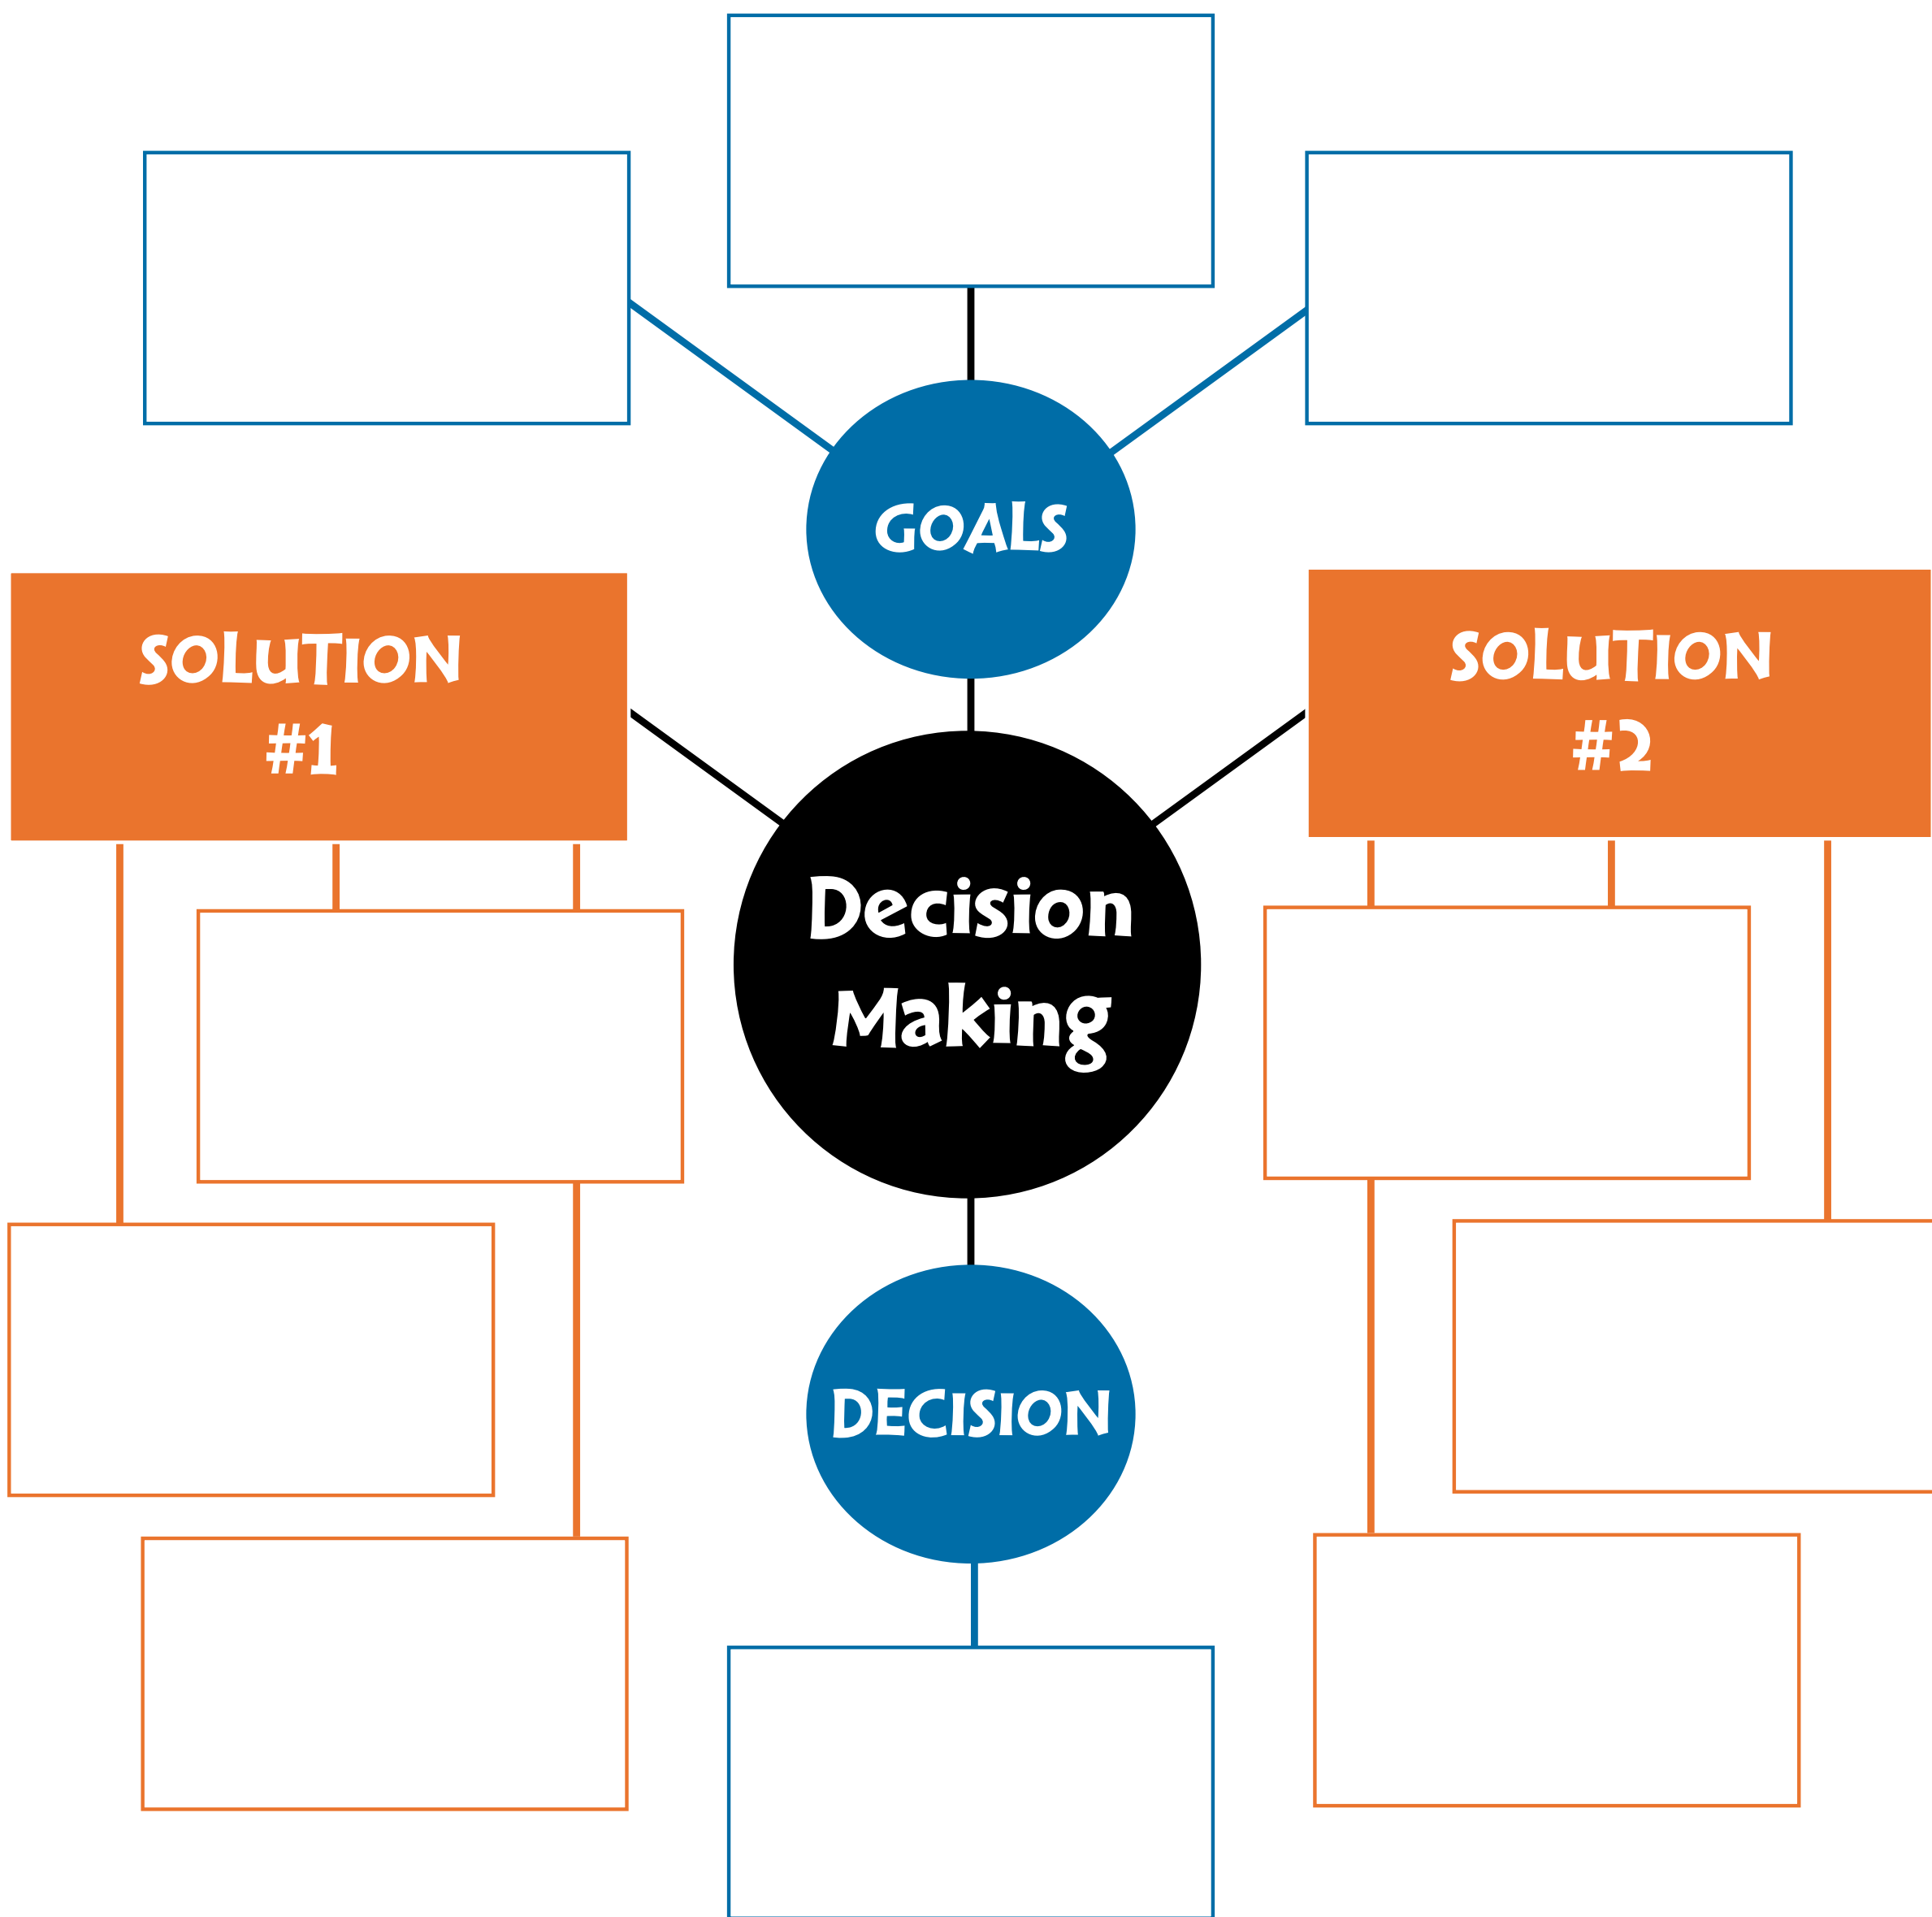 GOALS
SOLUTION
#1
SOLUTION
#2
Decision
Making
DECISION